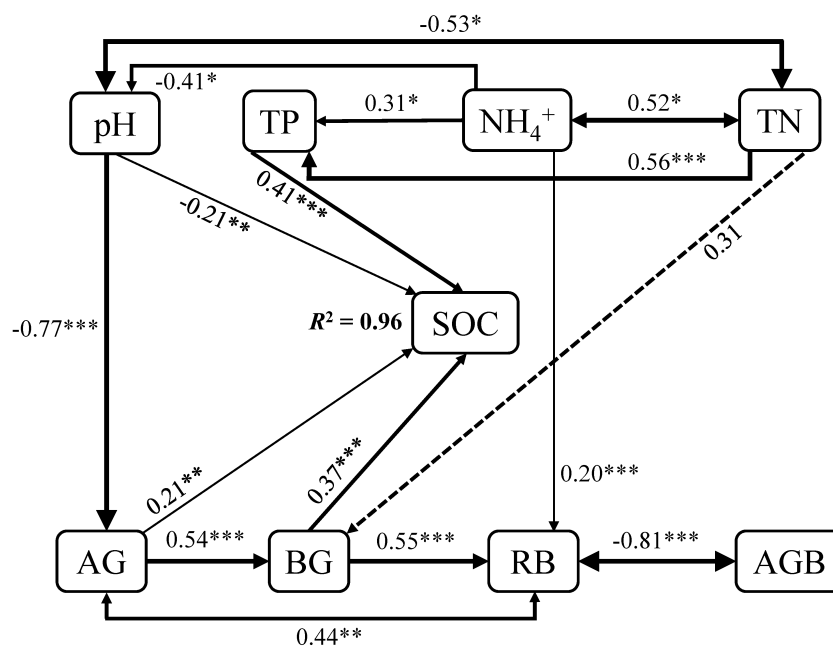 -0.53*
-0.41*
pH
TP
0.31*
NH₄⁺
0.52*
TN
0.56***
0.41***
-0.21**
0.31
R² = 0.96
SOC
-0.77***
0.37***
0.21**
0.20***
AG
0.54***
BG
0.55***
RB
-0.81***
AGB
0.44**